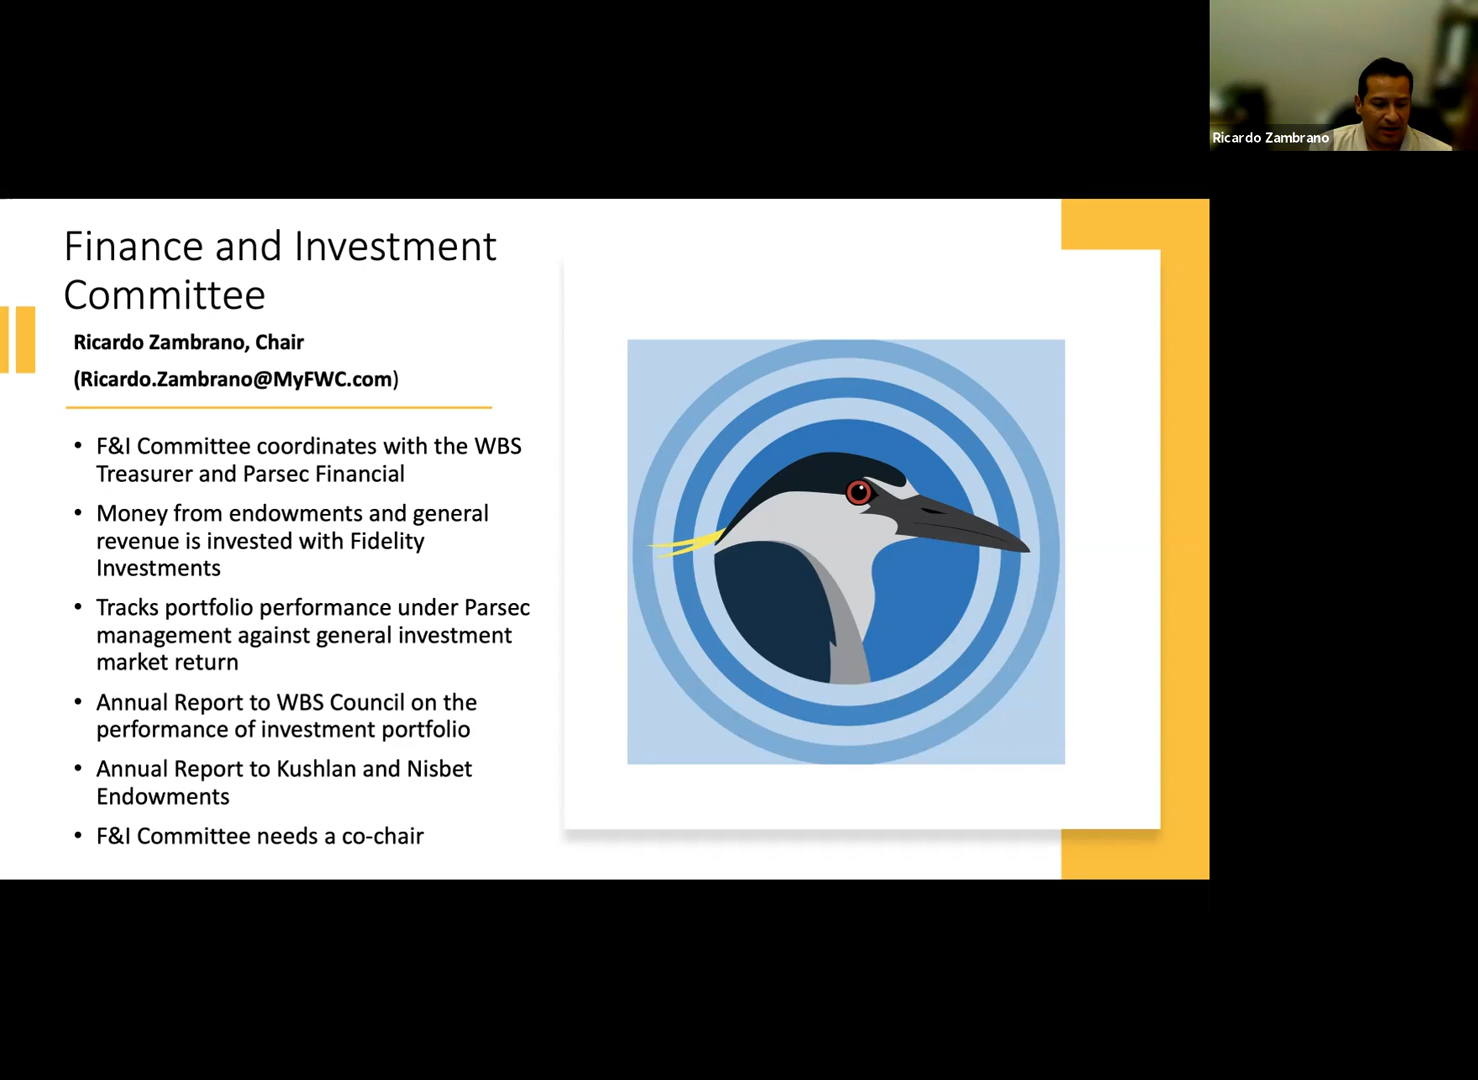 Ricardo Zambrano
Finance and Investment
Committee
Ricardo Zambrano, Chair
(Ricardo.Zambrano@MyFWC.com)
• F&I Committee coordinates with the WBS
Treasurer and Parsec Financial
• Money from endowments and general
revenue is invested with Fidelity
Investments
• Tracks portfolio performance under Parsec
management against general investment
market return
• Annual Report to WBS Council on the
performance of investment portfolio
• Annual Report to Kushlan and Nisbet
Endowments
• F&I Committee needs a co-chair